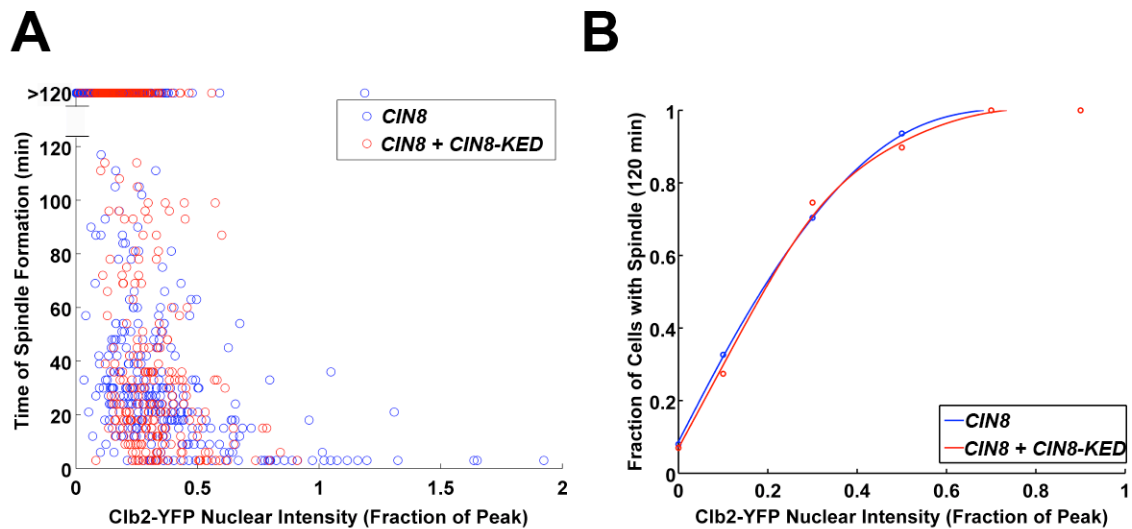 A
>120
120
100
80
60
40
20
0
0
0.5
1
1.5
2
Time of Spindle Formation (min)
Clb2-YFP Nuclear Intensity (Fraction of Peak)
CIN8
CIN8 + CIN8-KED
B
1
0.8
0.6
0.4
0.2
0
0
0.2
0.4
0.6
0.8
1
Fraction of Cells with Spindle (120 min)
Clb2-YFP Nuclear Intensity (Fraction of Peak)
CIN8
CIN8 + CIN8-KED